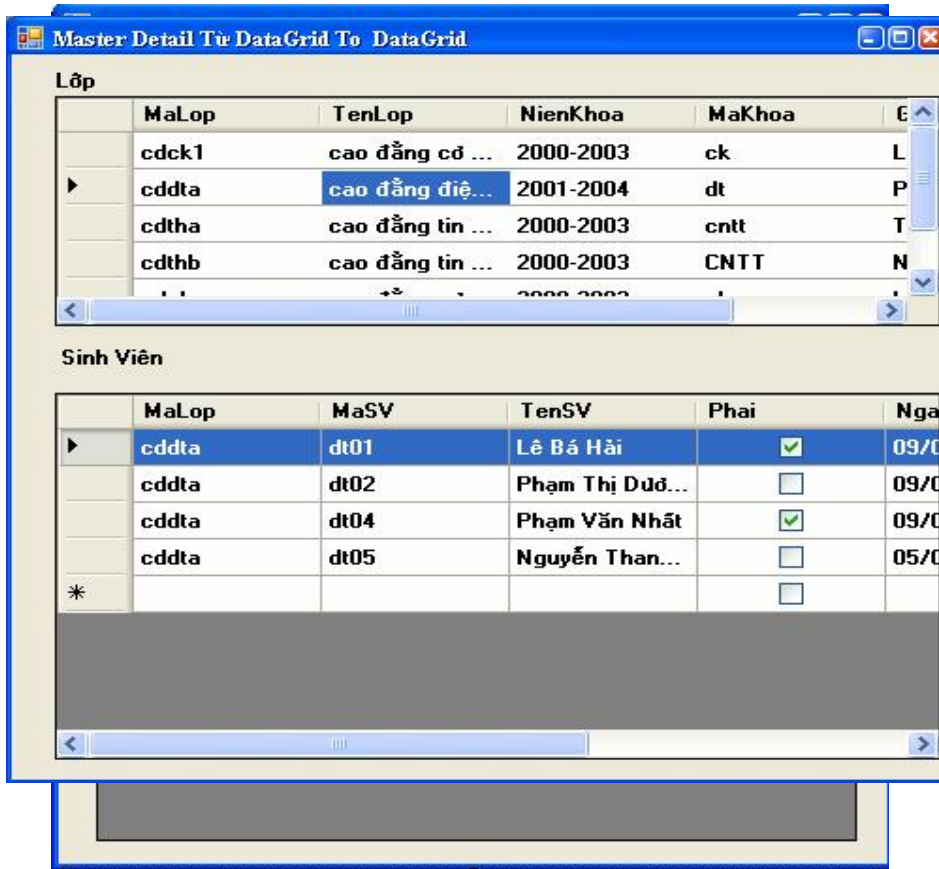 Master Detail Từ DataGrid To DataGrid
Lớp
MaLop TenLop NienKhoa MaKhoa
cdck1 cao đẳng cơ ... 2000-2003 ck L
cddta cao đẳng điệ... 2001-2004 dt P
cdtha cao đẳng tin ... 2000-2003 cntt T
cdthb cao đẳng tin ... 2000-2003 CNTT N
Sinh Viên
MaLop MaSV TenSV Phai Nga
cddta dt01 Lê Bá Hải 09/0
cddta dt02 Phạm Thị Dươ... 09/0
cddta dt04 Phạm Văn Nhất 09/0
cddta dt05 Nguyễn Than... 05/0